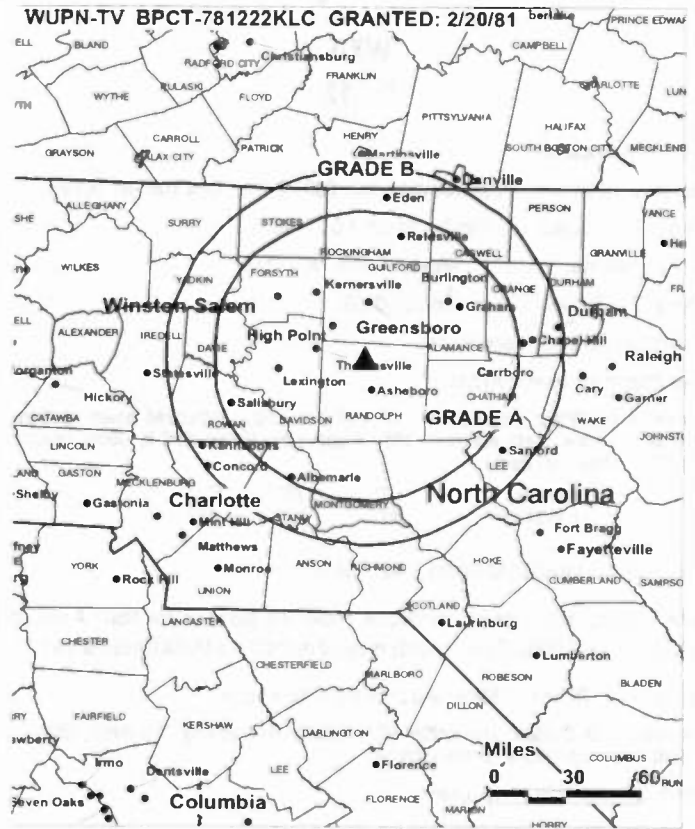 WUPN-TV BPCT-781222KLC GRANTED: 2/20/81
PRINCE EDWAR
BLAND
RADFORD CITY
Christiansburg
CAMPBELL
FRANKLIN
PULASKI
WYTHE
FLOYD
CHARLOTTE
LUN
PITTSYLVANIA
CARROLL
HENRY
HALIFAX
GRAYSON
GALAX CITY
PATRICK
Martinsville
SOUTH BOSTON CITY
MECKLENB
GRADE B
Danville
Eden
ALLEGHANY
SURRY
STOKES
PERSON
VANCE
ROCKINGHAM
Reidsville
CASWELL
GRANVILLE
WILKES
YADKIN
FORSYTH
GUILFORD
Kernersville
Burlington
ORANGE
DURHAM
Winston-Salem
Graham
Durham
Greensboro
High Point
ALEXANDER
IREDELL
DAVIE
ALAMANCE
Chapel Hill
Raleigh
Statesville
Carrboro
Hickory
Lexington
Asheboro
CHATHAM
Cary
Garner
Salisbury
CATAWBA
ROWAN
DAVIDSON
RANDOLPH
GRADE A
WAKE
JOHNSTO
LINCOLN
Kannapolis
Sanford
GASTON
Concord
LEE
MECKLENBURG
Albemarle
Shelby
Gastonia
Charlotte
MONTGOMERY
North Carolina
Mint Hill
STANLY
Fort Bragg
Matthews
Fayetteville
YORK
Rock Hill
Monroe
ANSON
RICHMOND
HOKE
CUMBERLAND
SAMPSO
UNION
SCOTLAND
LANCASTER
Laurinburg
CHESTER
CHESTERFIELD
Lumberton
MARLBORO
ROBESON
BLADEN
DILLON
FAIRFIELD
KERSHAW
DARLINGTON
Irmo
Miles
COLUMBUS
Dentsville
LEE
Florence
0 30 60
Seven Oaks
Columbia
FLORENCE
MARION
HORRY